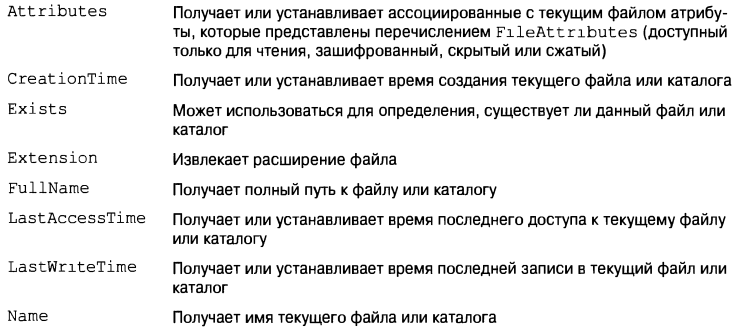 Attributes Получает или устанавливает ассоциированные с текущим файлом атрибу-
ты, которые представлены перечислением FileAttributes (доступный
только для чтения, зашифрованный, скрытый или сжатый)
CreationTime Получает или устанавливает время создания текущего файла или каталога
Exists Может использоваться для определения, существует ли данный файл или
каталог
Extension Извлекает расширение файла
FullName Получает полный путь к файлу или каталогу
LastAccessTime Получает или устанавливает время последнего доступа к текущему файлу
или каталогу
LastWriteTime Получает или устанавливает время последней записи в текущий файл или
каталог
Name Получает имя текущего файла или каталога